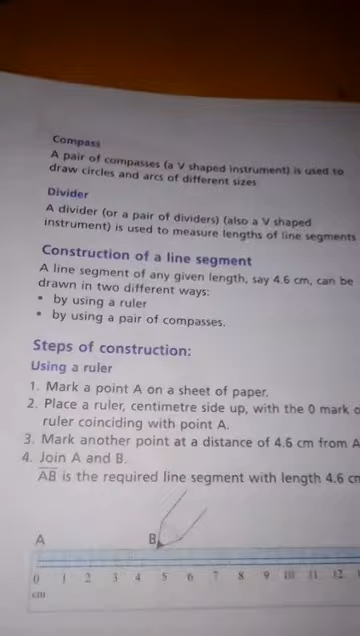 Compass
A pair of compasses (a V shaped instrument) is used to
draw circles and arcs of different sizes
Divider
A divider (or a pair of dividers) (also a V shaped
instrument) is used to measure lengths of line segments
Construction of a line segment
A line segment of any given length, say 4.6 cm, can be
drawn in two different ways:
• by using a ruler
• by using a pair of compasses.
Steps of construction:
Using a ruler
1. Mark a point A on a sheet of paper.
2. Place a ruler, centimetre side up, with the 0 mark
ruler coinciding with point A.
3. Mark another point at a distance of 4.6 cm from A
4. Join A and B.
AB is the required line segment with length 4.6
A B
0 1 2 3 4 5 6 7 8 9 10 11 12
cm